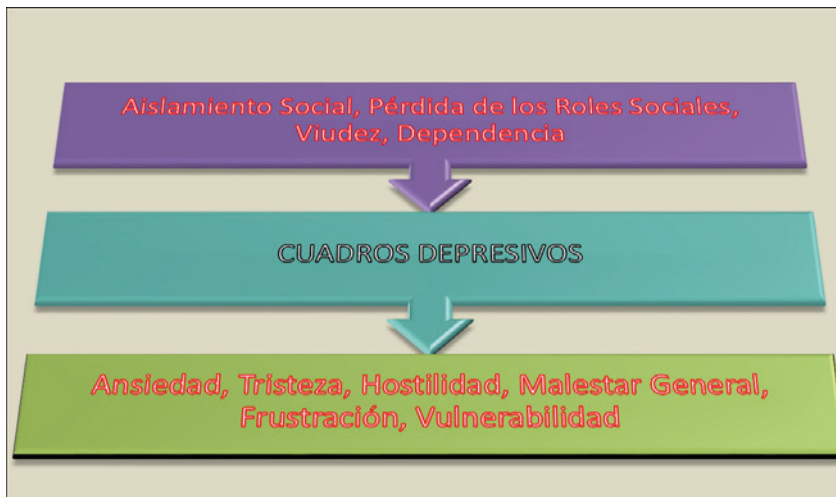 Aislamiento Social, Pérdida de los Roles Sociales,
Viudez, Dependencia
CUADROS DEPRESIVOS
Ansiedad, Tristeza, Hostilidad, Malestar General,
Frustración, Vulnerabilidad